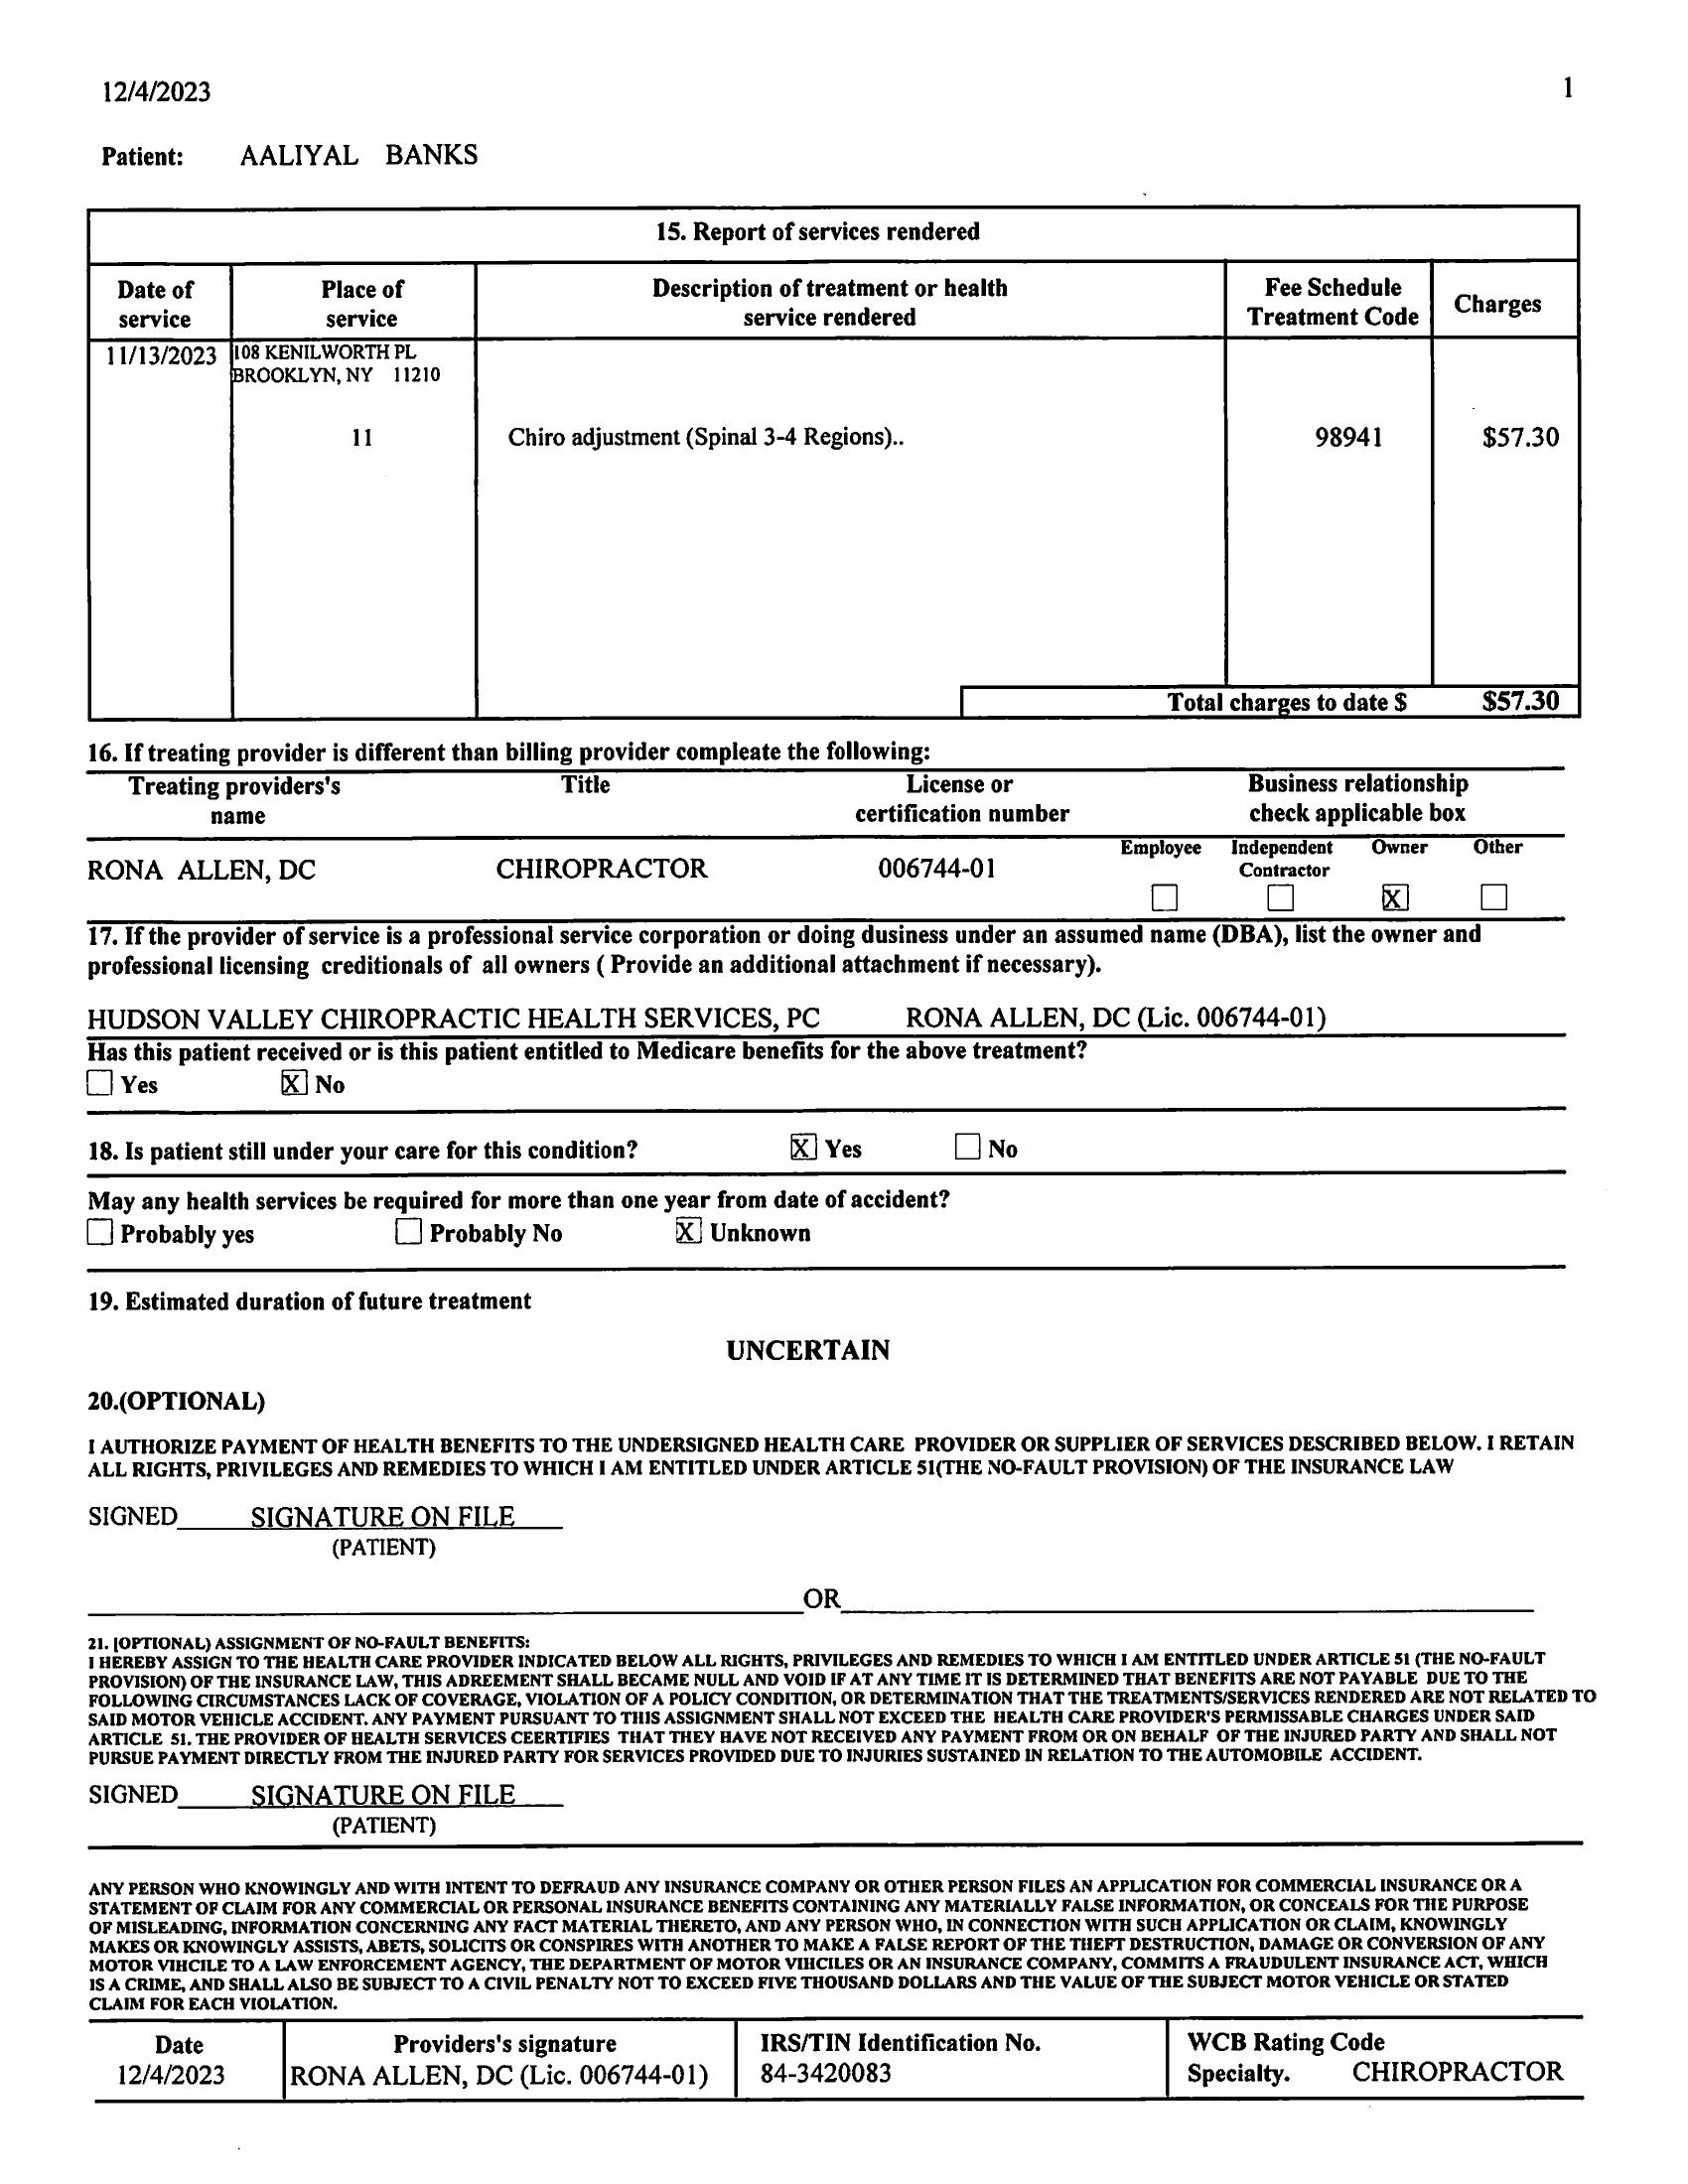 12/4/2023 1
Patient: AALIYAL BANKS
15. Report of services rendered
Date of service Place of service Description of treatment or health service rendered Fee Schedule Treatment Code Charges
11/13/2023 108 KENILWORTH PL
BROOKLYN, NY 11210
11 Chiro adjustment (Spinal 3-4 Regions).. 98941 $57.30
Total charges to date $ $57.30
16. If treating provider is different than billing provider compleate the following:
Treating providers's name Title License or certification number Business relationship check applicable box
Employee Independent Contractor Owner Other
RONA ALLEN, DC CHIROPRACTOR 006744-01
X
17. If the provider of service is a professional service corporation or doing dusiness under an assumed name (DBA), list the owner and
professional licensing creditionals of all owners ( Provide an additional attachment if necessary).
HUDSON VALLEY CHIROPRACTIC HEALTH SERVICES, PC RONA ALLEN, DC (Lic. 006744-01)
Has this patient received or is this patient entitled to Medicare benefits for the above treatment?
Yes X No
18. Is patient still under your care for this condition? X Yes No
May any health services be required for more than one year from date of accident?
Probably yes Probably No X Unknown
19. Estimated duration of future treatment
UNCERTAIN
20.(OPTIONAL)
I AUTHORIZE PAYMENT OF HEALTH BENEFITS TO THE UNDERSIGNED HEALTH CARE PROVIDER OR SUPPLIER OF SERVICES DESCRIBED BELOW. I RETAIN
ALL RIGHTS, PRIVILEGES AND REMEDIES TO WHICH I AM ENTITLED UNDER ARTICLE 51(THE NO-FAULT PROVISION) OF THE INSURANCE LAW
SIGNED SIGNATURE ON FILE
(PATIENT)
OR
21. [OPTIONAL) ASSIGNMENT OF NO-FAULT BENEFITS:
I HEREBY ASSIGN TO THE HEALTH CARE PROVIDER INDICATED BELOW ALL RIGHTS, PRIVILEGES AND REMEDIES TO WHICH I AM ENTITLED UNDER ARTICLE 51 (THE NO-FAULT
PROVISION) OF THE INSURANCE LAW, THIS ADREEMENT SHALL BECAME NULL AND VOID IF AT ANY TIME IT IS DETERMINED THAT BENEFITS ARE NOT PAYABLE DUE TO THE
FOLLOWING CIRCUMSTANCES LACK OF COVERAGE, VIOLATION OF A POLICY CONDITION, OR DETERMINATION THAT THE TREATMENTS/SERVICES RENDERED ARE NOT RELATED TO
SAID MOTOR VEHICLE ACCIDENT. ANY PAYMENT PURSUANT TO THIS ASSIGNMENT SHALL NOT EXCEED THE HEALTH CARE PROVIDER'S PERMISSABLE CHARGES UNDER SAID
ARTICLE 51. THE PROVIDER OF HEALTH SERVICES CEERTIFIES THAT THEY HAVE NOT RECEIVED ANY PAYMENT FROM OR ON BEHALF OF THE INJURED PARTY AND SHALL NOT
PURSUE PAYMENT DIRECTLY FROM THE INJURED PARTY FOR SERVICES PROVIDED DUE TO INJURIES SUSTAINED IN RELATION TO THE AUTOMOBILE ACCIDENT.
SIGNED SIGNATURE ON FILE
(PATIENT)
ANY PERSON WHO KNOWINGLY AND WITH INTENT TO DEFRAUD ANY INSURANCE COMPANY OR OTHER PERSON FILES AN APPLICATION FOR COMMERCIAL INSURANCE OR A
STATEMENT OF CLAIM FOR ANY COMMERCIAL OR PERSONAL INSURANCE BENEFITS CONTAINING ANY MATERIALLY FALSE INFORMATION, OR CONCEALS FOR THE PURPOSE
OF MISLEADING, INFORMATION CONCERNING ANY FACT MATERIAL THERETO, AND ANY PERSON WHO, IN CONNECTION WITH SUCH APPLICATION OR CLAIM, KNOWINGLY
MAKES OR KNOWINGLY ASSISTS, ABETS, SOLICITS OR CONSPIRES WITH ANOTHER TO MAKE A FALSE REPORT OF THE THEFT DESTRUCTION, DAMAGE OR CONVERSION OF ANY
MOTOR VIHCILE TO A LAW ENFORCEMENT AGENCY, THE DEPARTMENT OF MOTOR VIHCILES OR AN INSURANCE COMPANY, COMMITS A FRAUDULENT INSURANCE ACT, WHICH
IS A CRIME, AND SHALL ALSO BE SUBJECT TO A CIVIL PENALTY NOT TO EXCEED FIVE THOUSAND DOLLARS AND THE VALUE OF THE SUBJECT MOTOR VEHICLE OR STATED
CLAIM FOR EACH VIOLATION.
Date Providers's signature IRS/TIN Identification No. WCB Rating Code
12/4/2023 RONA ALLEN, DC (Lic. 006744-01) 84-3420083 Specialty. CHIROPRACTOR